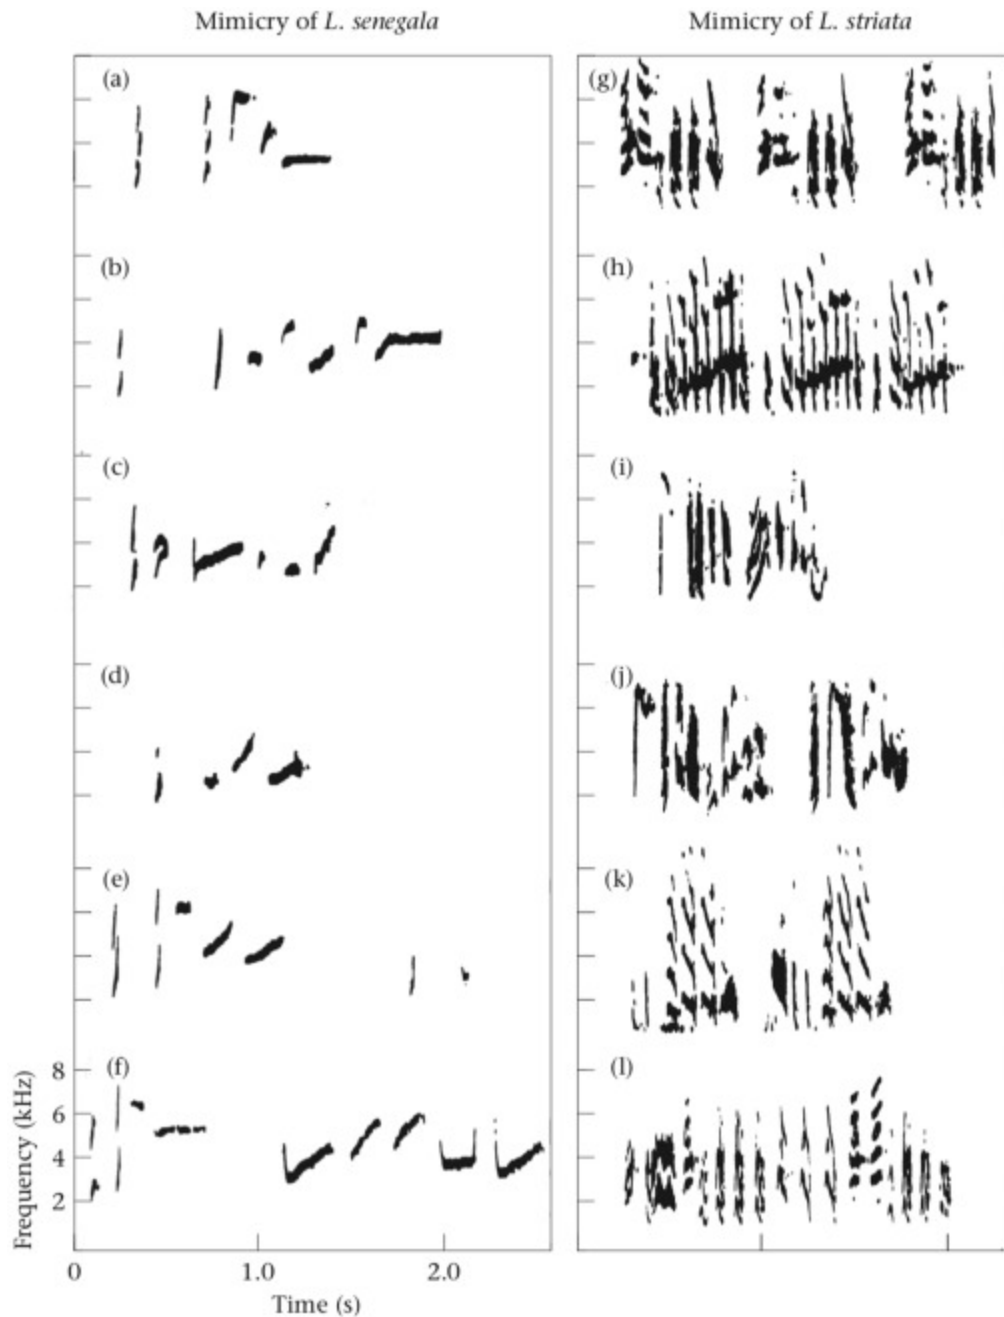 Mimicry of L. senegala
Mimicry of L. striata
(a)
(g)
(b)
(h)
(c)
(i)
(d)
(j)
(e)
(k)
(f)
(l)
Frequency (kHz)
8
6
4
2
0
1.0
2.0
Time (s)